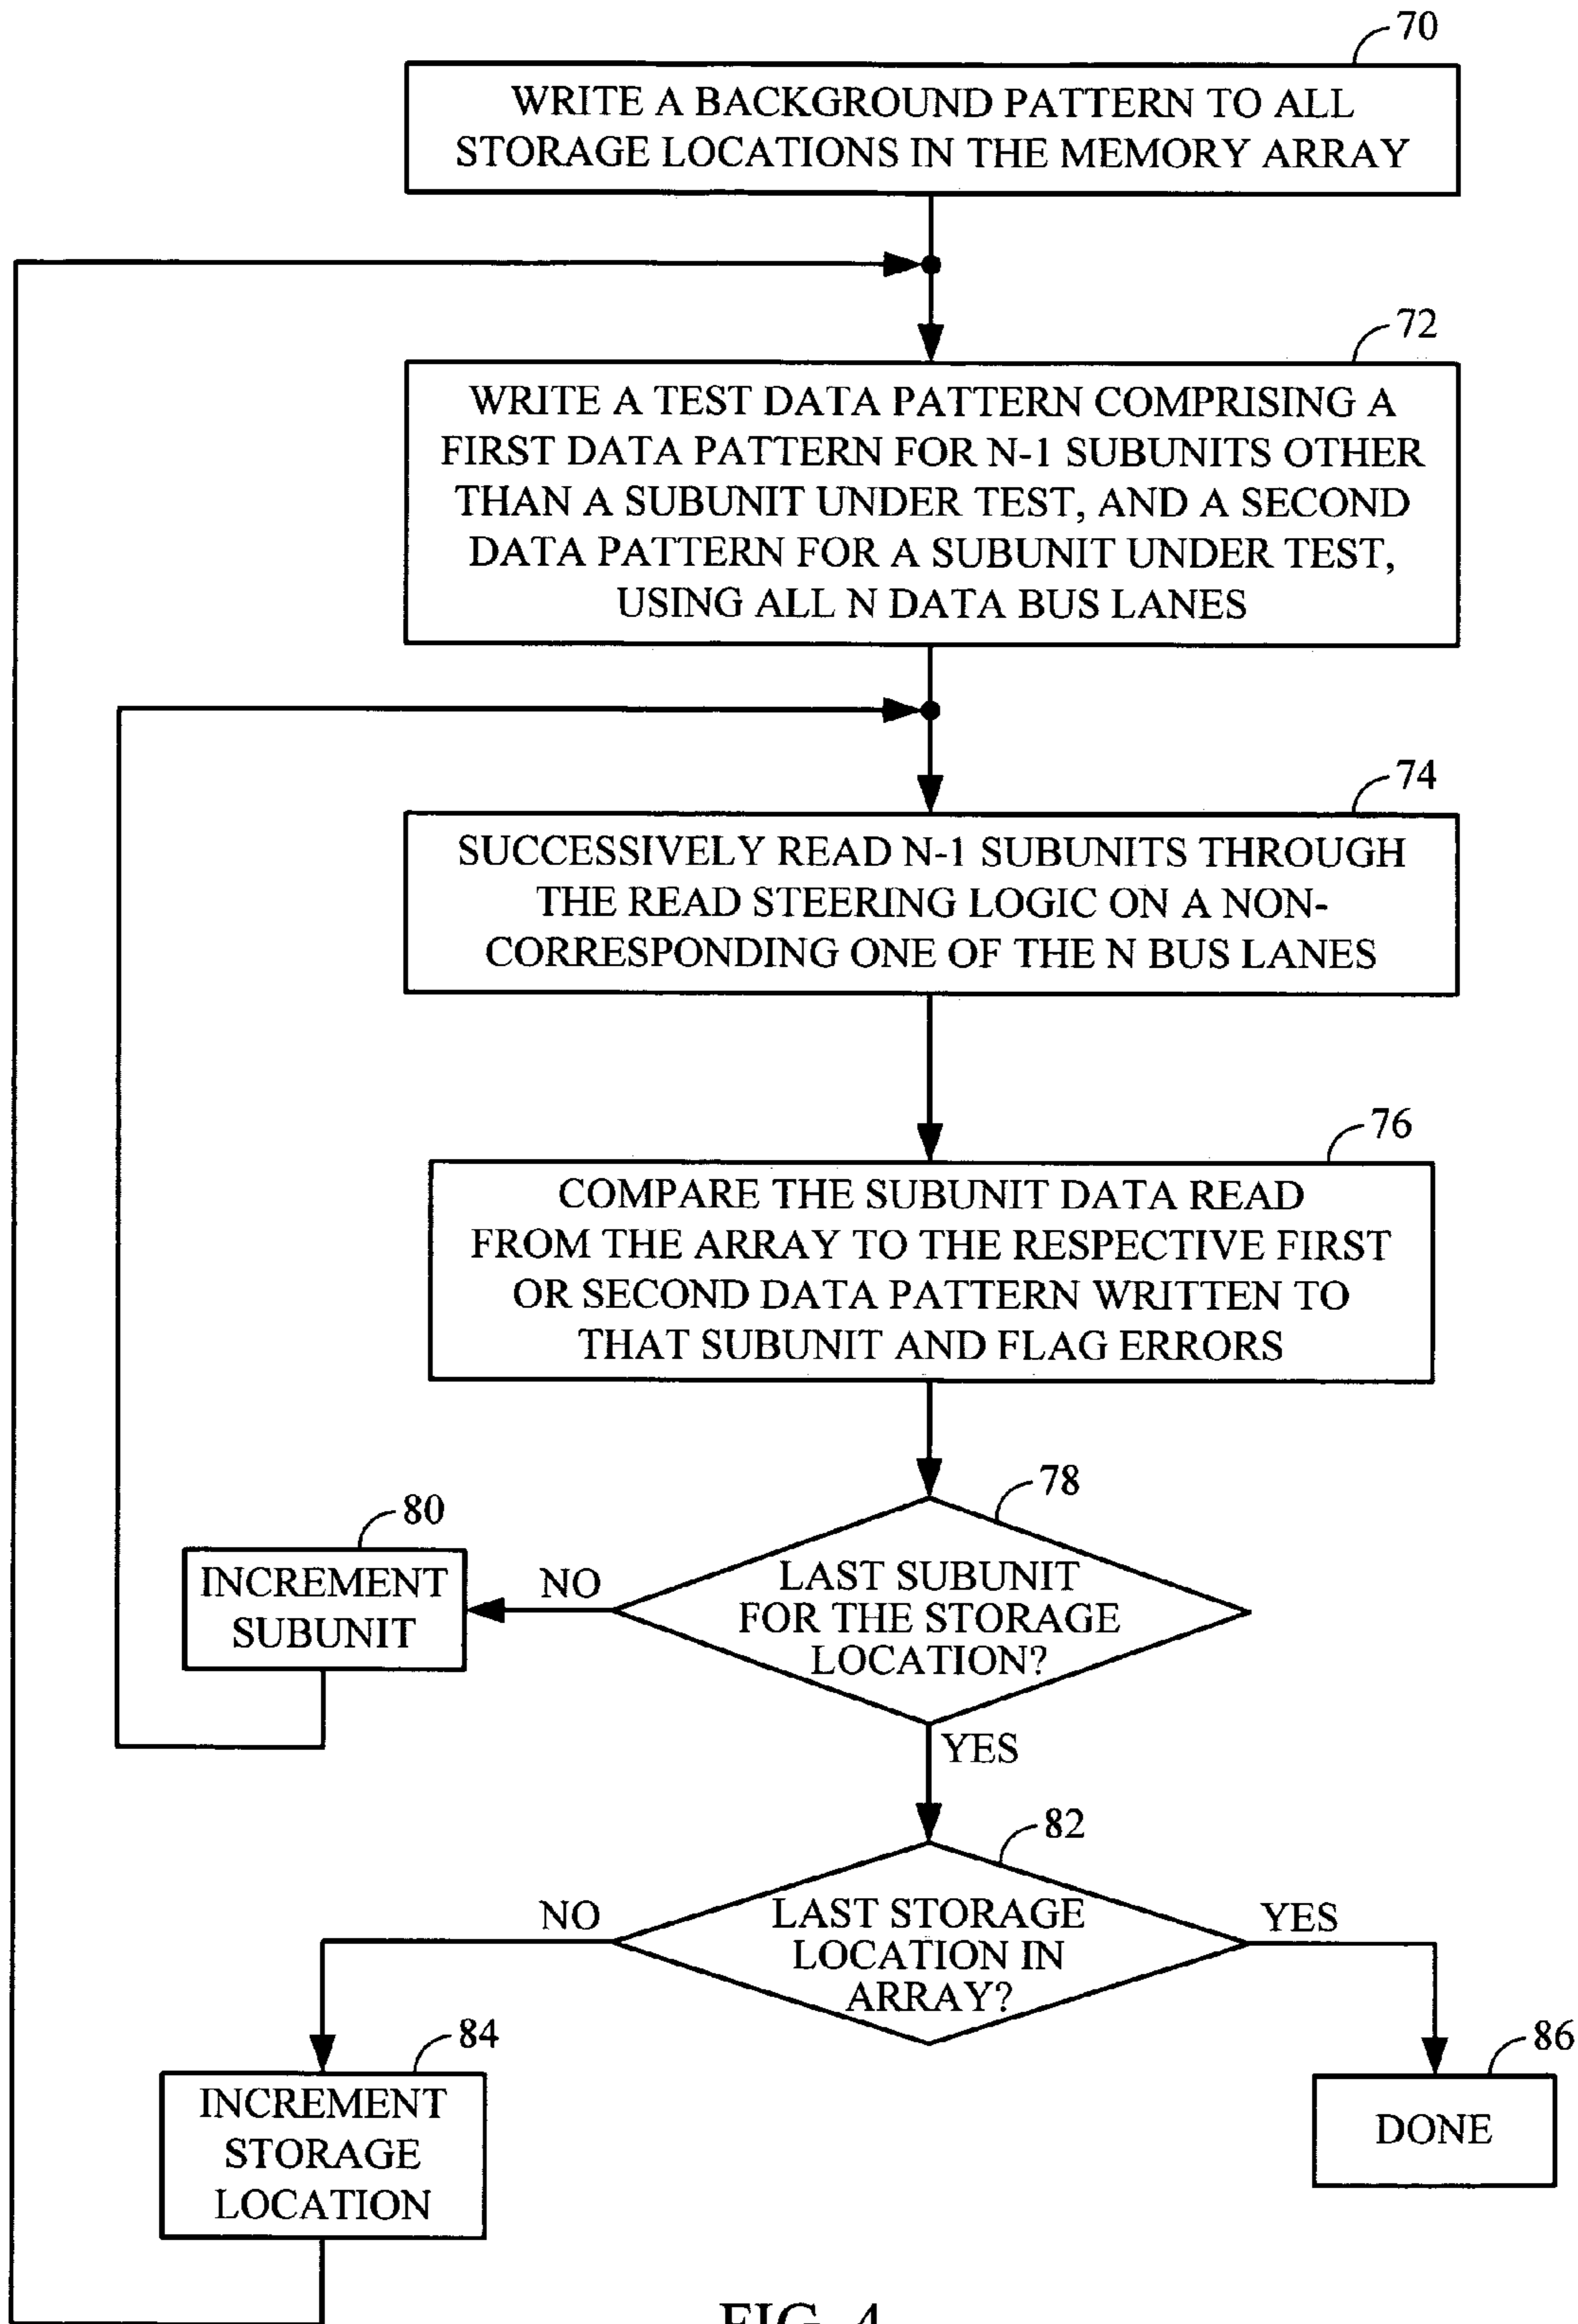 70
WRITE A BACKGROUND PATTERN TO ALL
STORAGE LOCATIONS IN THE MEMORY ARRAY
72
WRITE A TEST DATA PATTERN COMPRISING A
FIRST DATA PATTERN FOR N-1 SUBUNITS OTHER
THAN A SUBUNIT UNDER TEST, AND A SECOND
DATA PATTERN FOR A SUBUNIT UNDER TEST,
USING ALL N DATA BUS LANES
74
SUCCESSIVELY READ N-1 SUBUNITS THROUGH
THE READ STEERING LOGIC ON A NON-
CORRESPONDING ONE OF THE N BUS LANES
76
COMPARE THE SUBUNIT DATA READ
FROM THE ARRAY TO THE RESPECTIVE FIRST
OR SECOND DATA PATTERN WRITTEN TO
THAT SUBUNIT AND FLAG ERRORS
78
LAST SUBUNIT
FOR THE STORAGE
LOCATION?
NO
80
INCREMENT
SUBUNIT
YES
82
LAST STORAGE
LOCATION IN
ARRAY?
NO
YES
84
INCREMENT
STORAGE
LOCATION
86
DONE
FIG. 4